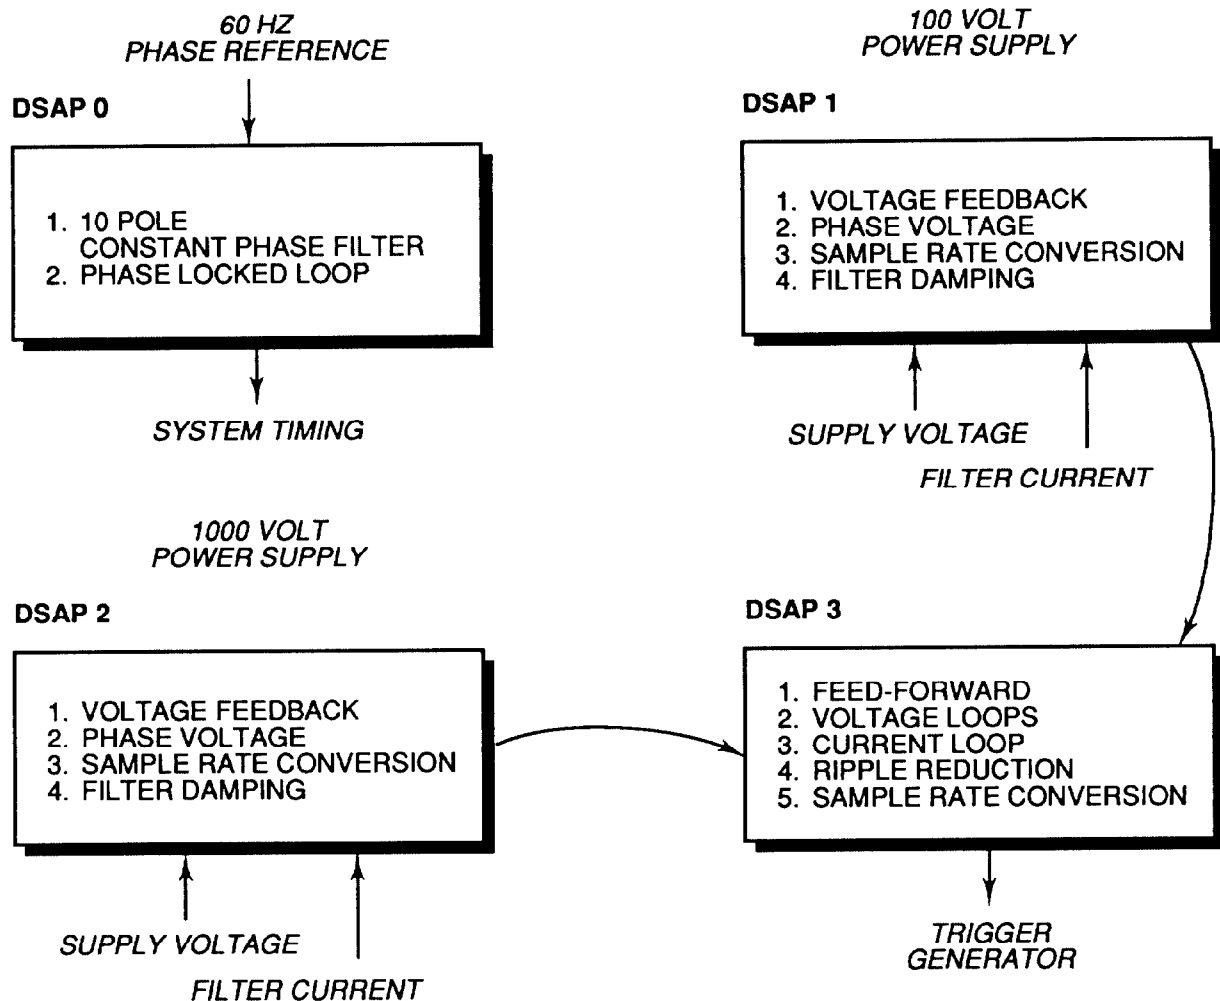 60 HZ
PHASE REFERENCE
DSAP 0
1. 10 POLE
CONSTANT PHASE FILTER
2. PHASE LOCKED LOOP
SYSTEM TIMING
100 VOLT
POWER SUPPLY
DSAP 1
1. VOLTAGE FEEDBACK
2. PHASE VOLTAGE
3. SAMPLE RATE CONVERSION
4. FILTER DAMPING
SUPPLY VOLTAGE
FILTER CURRENT
1000 VOLT
POWER SUPPLY
DSAP 2
1. VOLTAGE FEEDBACK
2. PHASE VOLTAGE
3. SAMPLE RATE CONVERSION
4. FILTER DAMPING
SUPPLY VOLTAGE
FILTER CURRENT
DSAP 3
1. FEED-FORWARD
2. VOLTAGE LOOPS
3. CURRENT LOOP
4. RIPPLE REDUCTION
5. SAMPLE RATE CONVERSION
TRIGGER
GENERATOR